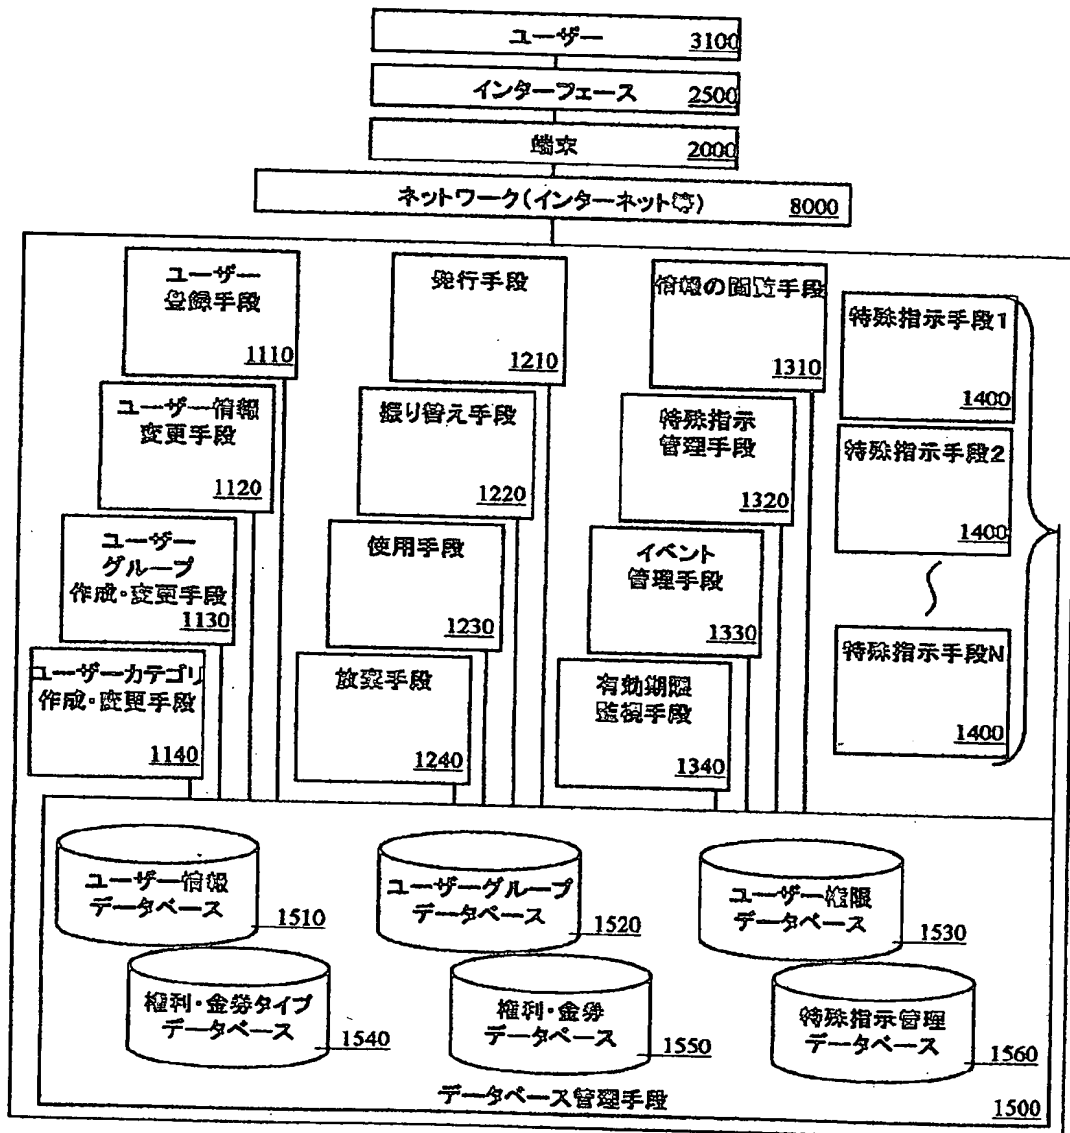 ユーザー 3100
インターフェース 2500
端末 2000
ネットワーク(インターネット等) 8000
ユーザー
登録手段
1110
発行手段
1210
情報の閲覧手段
1310
特殊指示手段1
1400
ユーザー情報
変更手段
1120
振り替え手段
1220
特殊指示
管理手段
1320
特殊指示手段2
1400
ユーザー
グループ
作成・変更手段
1130
使用手段
1230
イベント
管理手段
1330
ユーザーカテゴリ
作成・変更手段
1140
放棄手段
1240
有効期限
監視手段
1340
特殊指示手段N
1400
ユーザー情報
データベース
1510
ユーザーグループ
データベース
1520
ユーザー権限
データベース
1530
権利・金券タイプ
データベース
1540
権利・金券
データベース
1550
特殊指示管理
データベース
1560
データベース管理手段
1500